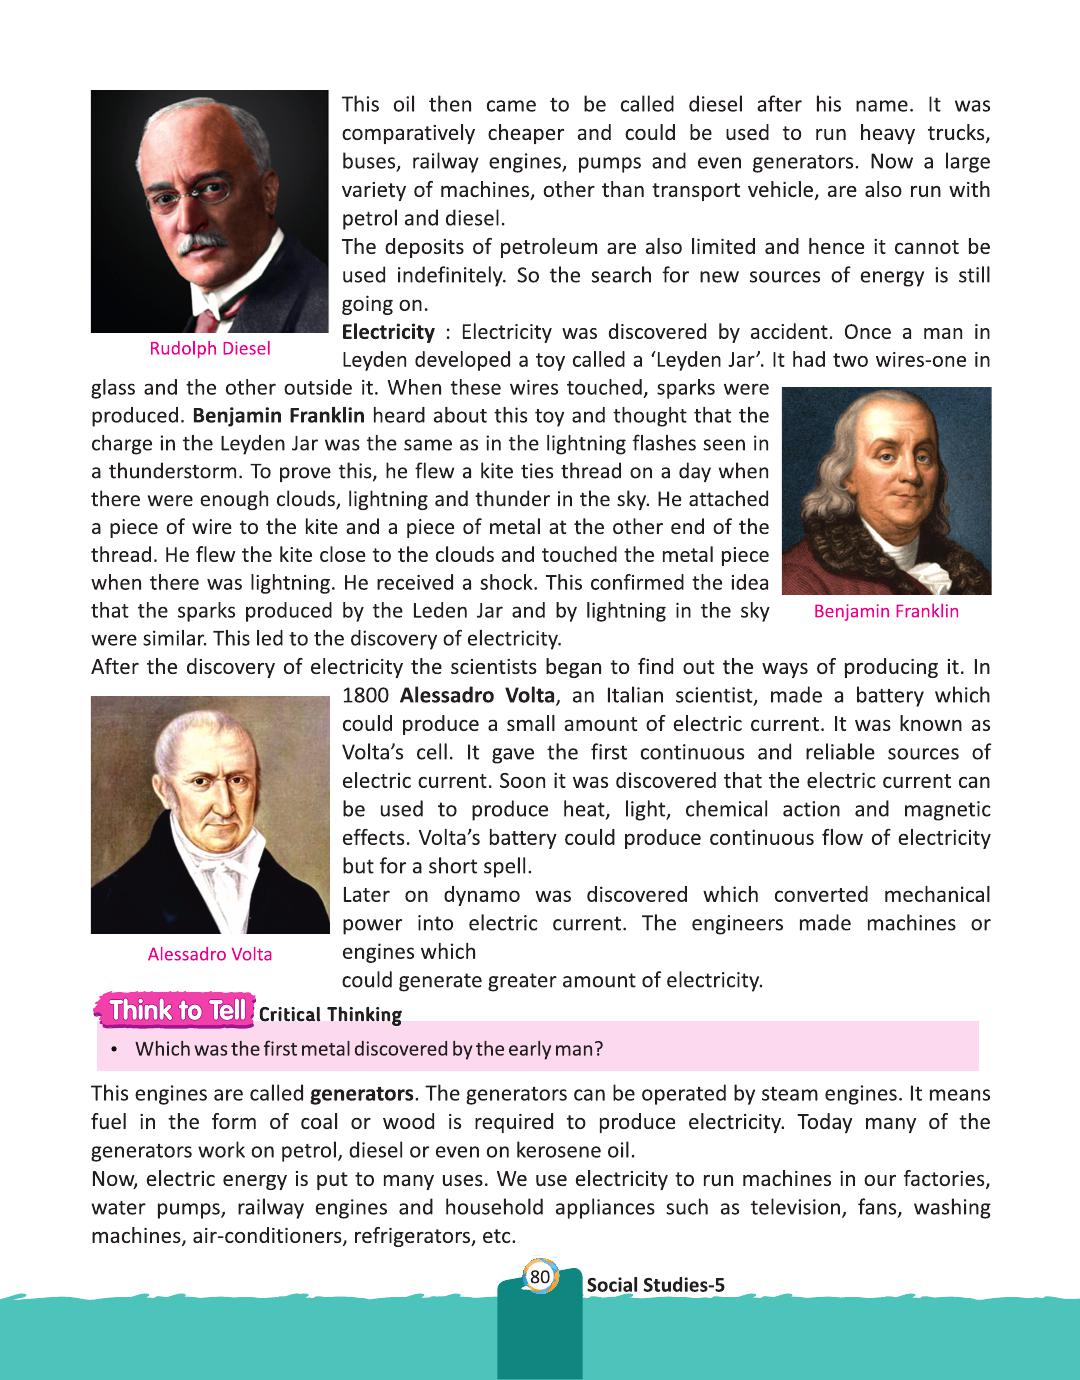 This oil then came to be called diesel after his name. It was
comparatively cheaper and could be used to run heavy trucks,
buses, railway engines, pumps and even generators. Now a large
variety of machines, other than transport vehicle, are also run with
petrol and diesel.
The deposits of petroleum are also limited and hence it cannot be
used indefinitely. So the search for new sources of energy is still
going on.
Rudolph Diesel
Electricity : Electricity was discovered by accident. Once a man in
Leyden developed a toy called a ‘Leyden Jar’. It had two wires-one in
glass and the other outside it. When these wires touched, sparks were
produced. Benjamin Franklin heard about this toy and thought that the
charge in the Leyden Jar was the same as in the lightning flashes seen in
a thunderstorm. To prove this, he flew a kite ties thread on a day when
there were enough clouds, lightning and thunder in the sky. He attached
a piece of wire to the kite and a piece of metal at the other end of the
thread. He flew the kite close to the clouds and touched the metal piece
when there was lightning. He received a shock. This confirmed the idea
that the sparks produced by the Leden Jar and by lightning in the sky
were similar. This led to the discovery of electricity.
Benjamin Franklin
After the discovery of electricity the scientists began to find out the ways of producing it. In
1800 Alessadro Volta, an Italian scientist, made a battery which
could produce a small amount of electric current. It was known as
Volta’s cell. It gave the first continuous and reliable sources of
electric current. Soon it was discovered that the electric current can
be used to produce heat, light, chemical action and magnetic
effects. Volta’s battery could produce continuous flow of electricity
but for a short spell.
Later on dynamo was discovered which converted mechanical
power into electric current. The engineers made machines or
engines which
could generate greater amount of electricity.
Alessadro Volta
Think to Tell Critical Thinking
• Which was the first metal discovered by the early man?
This engines are called generators. The generators can be operated by steam engines. It means
fuel in the form of coal or wood is required to produce electricity. Today many of the
generators work on petrol, diesel or even on kerosene oil.
Now, electric energy is put to many uses. We use electricity to run machines in our factories,
water pumps, railway engines and household appliances such as television, fans, washing
machines, air-conditioners, refrigerators, etc.
80 Social Studies-5